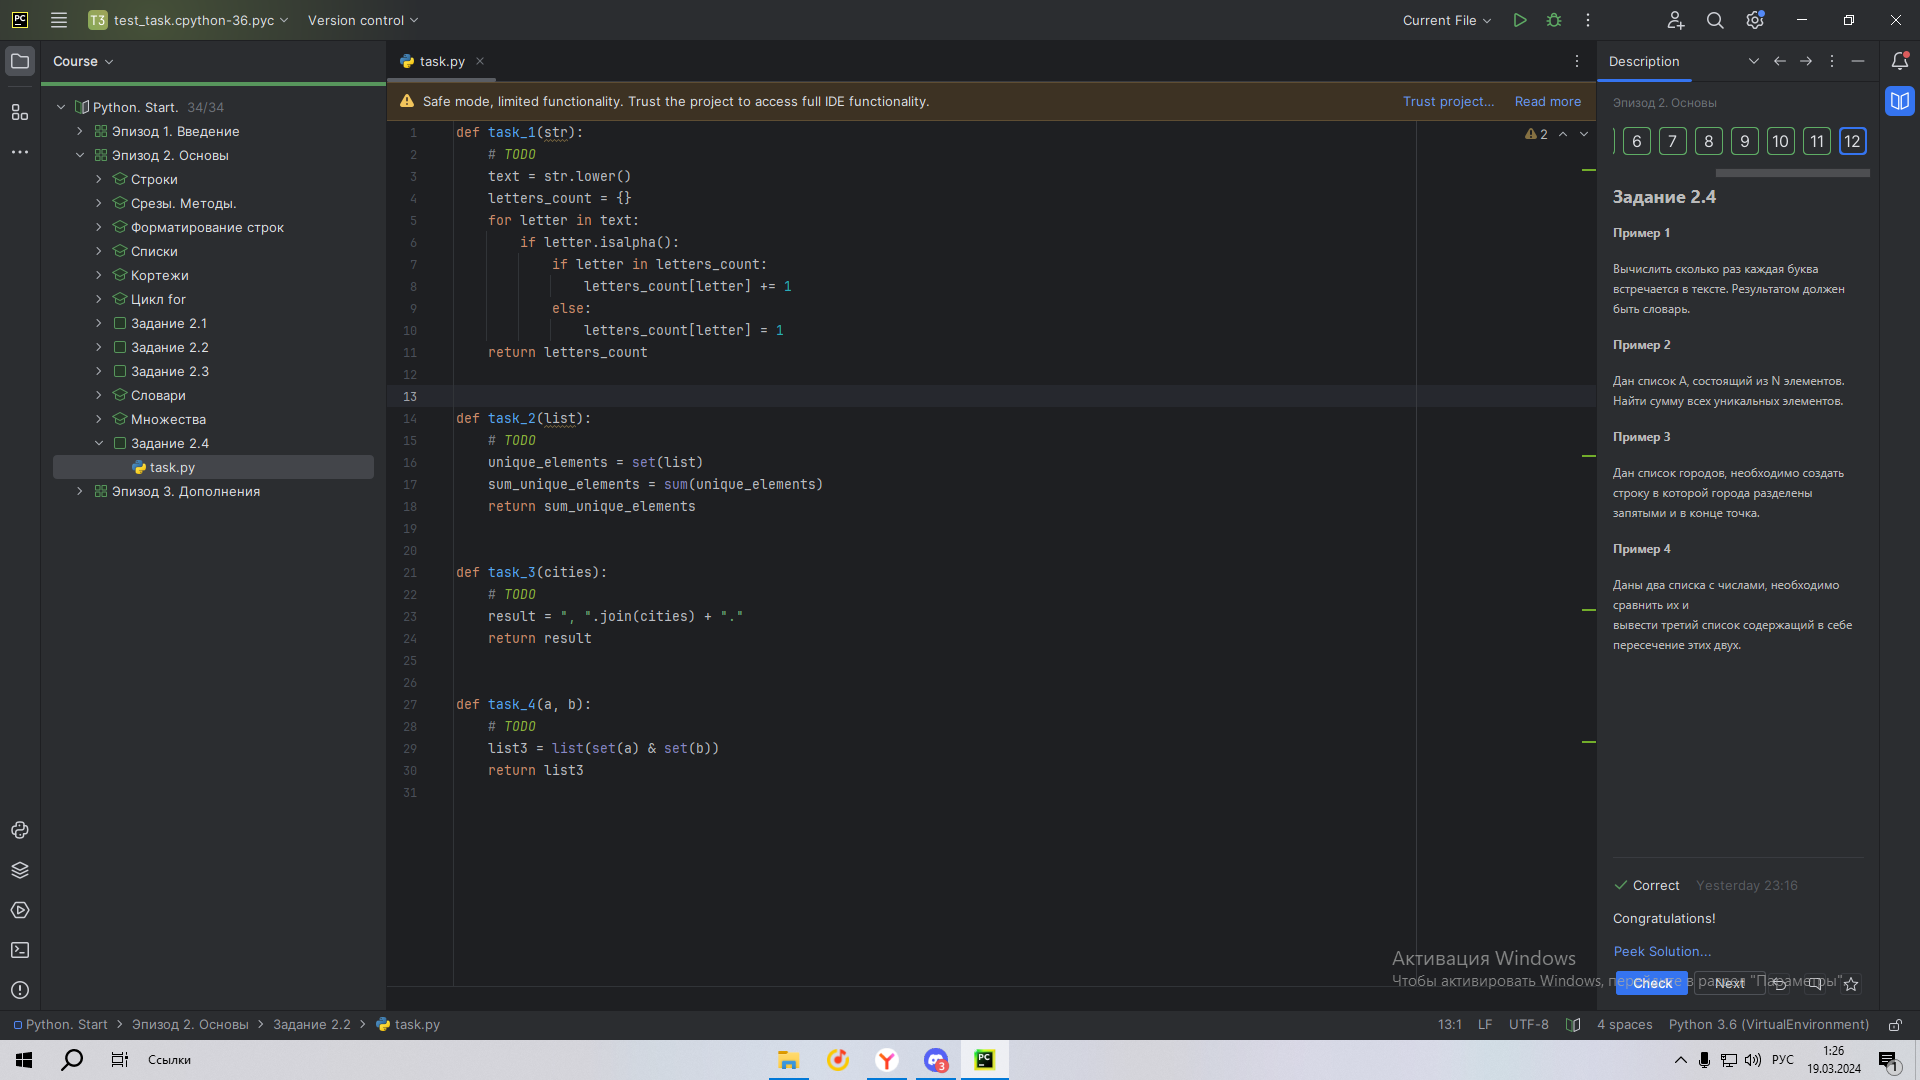 PC
T3 test_task.cpython-36.pyc
Version control
Current File
Course
task.py
Description
Safe mode, limited functionality. Trust the project to access full IDE functionality.
Trust project...
Read more
Python. Start. 34/34
Эпизод 1. Введение
Эпизод 2. Основы
Строки
Срезы. Методы.
Форматирование строк
Списки
Кортежи
Цикл for
Задание 2.1
Задание 2.2
Задание 2.3
Словари
Множества
Задание 2.4
task.py
Эпизод 3. Дополнения
2
1 def task_1(str):
2 # TODO
3 text = str.lower()
4 letters_count = {}
5 for letter in text:
6 if letter.isalpha():
7 if letter in letters_count:
8 letters_count[letter] += 1
9 else:
10 letters_count[letter] = 1
11 return letters_count
12
13
14 def task_2(list):
15 # TODO
16 unique_elements = set(list)
17 sum_unique_elements = sum(unique_elements)
18 return sum_unique_elements
19
20
21 def task_3(cities):
22 # TODO
23 result = ", ".join(cities) + "."
24 return result
25
26
27 def task_4(a, b):
28 # TODO
29 list3 = list(set(a) & set(b))
30 return list3
31
Эпизод 2. Основы
6 7 8 9 10 11 12
Задание 2.4
Пример 1
Вычислить сколько раз каждая буква
встречается в тексте. Результатом должен
быть словарь.
Пример 2
Дан список A, состоящий из N элементов.
Найти сумму всех уникальных элементов.
Пример 3
Дан список городов, необходимо создать
строку в которой города разделены
запятыми и в конце точка.
Пример 4
Даны два списка с числами, необходимо
сравнить их и
вывести третий список содержащий в себе
пересечение этих двух.
Correct Yesterday 23:16
Congratulations!
Peek Solution...
Check
Next
Активация Windows
Чтобы активировать Windows, перейдите в раздел "Параметры".
Python. Start
Эпизод 2. Основы
Задание 2.2
task.py
13:1 LF UTF-8 4 spaces Python 3.6 (VirtualEnvironment)
Ссылки
3
PC
РУС
1:26
19.03.2024
1